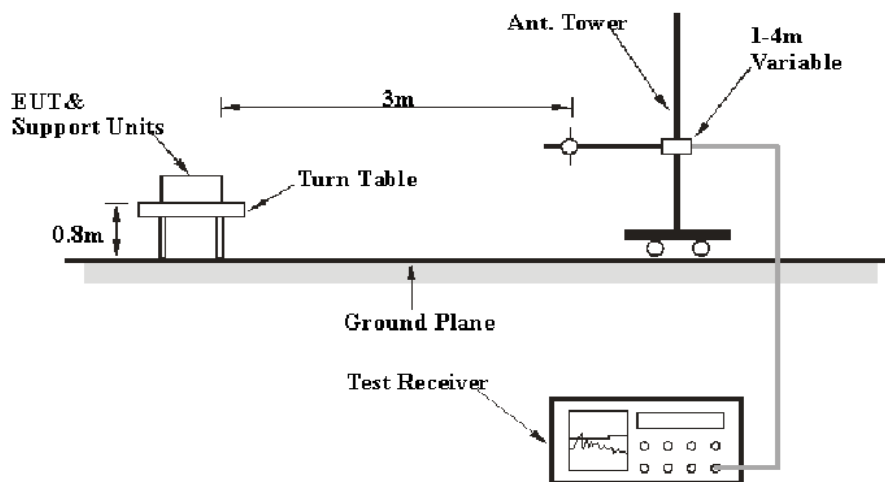 Ant. Tower
1-4m
Variable
3m
EUT &
Support Units
Turn Table
0.8m
Ground Plane
Test Receiver